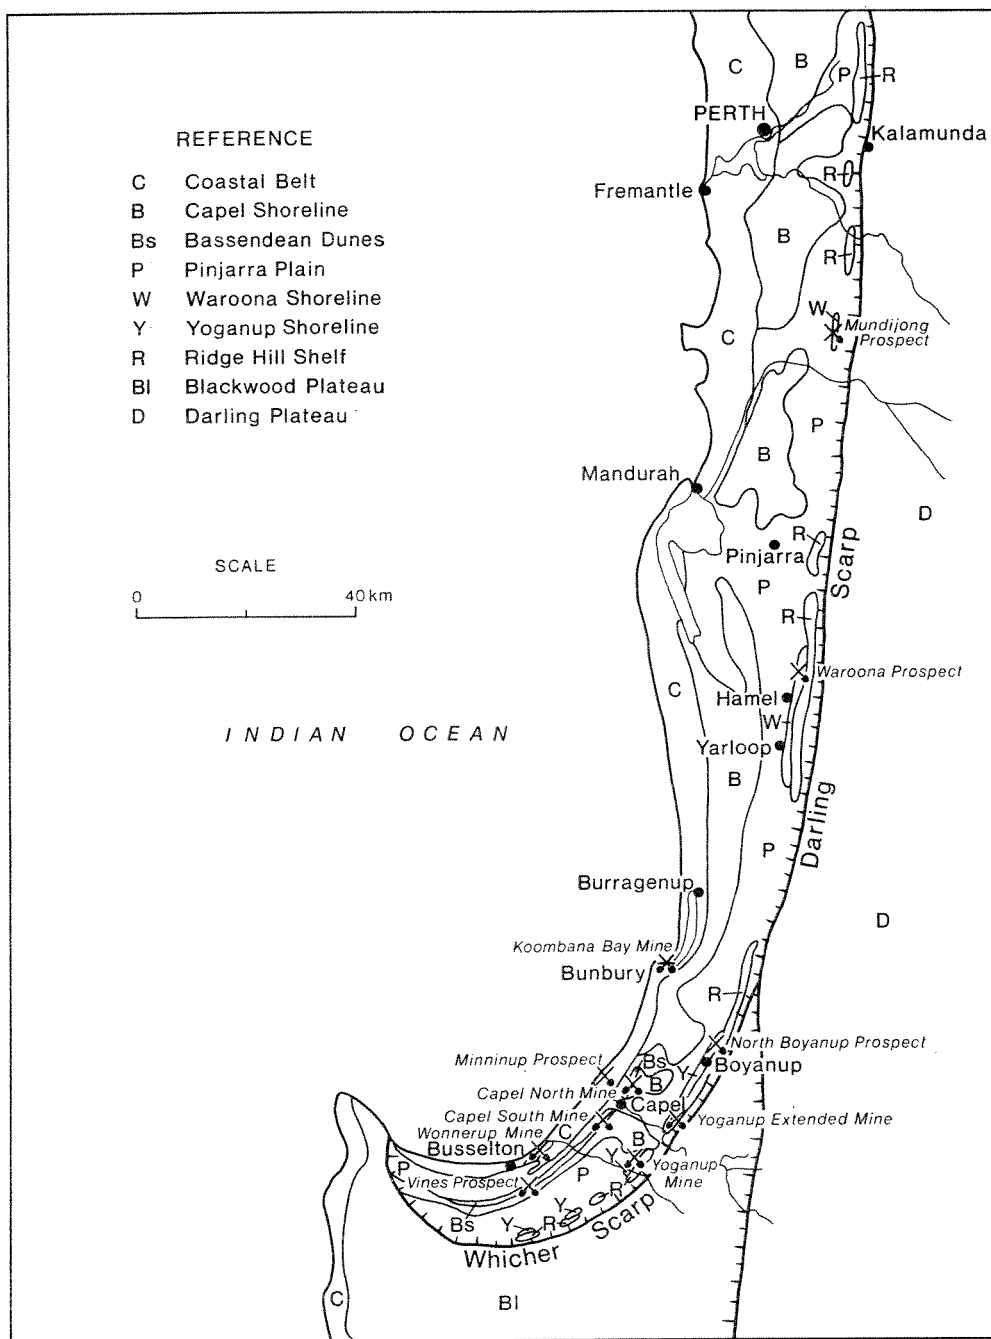 C
B
P
R
PERTH
Kalamunda
REFERENCE
C Coastal Belt
B Capel Shoreline
Bs Bassendean Dunes
P Pinjarra Plain
W Waroona Shoreline
Y Yoganup Shoreline
R Ridge Hill Shelf
Bl Blackwood Plateau
D Darling Plateau
R
Fremantle
B
R
W
Mundijong
Prospect
C
P
B
Mandurah
D
R
Pinjarra
Scarp
SCALE
0 40 km
P
R
Waroona Prospect
C
Hamel
W
INDIAN OCEAN
Yarloop
B
Darling
P
Burragenup
D
Koombana Bay Mine
Bunbury
R
North Boyanup Prospect
Minninup Prospect
Bs
Y
Boyanup
B
Capel North Mine
Capel
Capel South Mine
Yoganup Extended Mine
Wonnerup Mine
C
B
Busselton
Y
Yoganup
Mine
P
P
Vines Prospect
R
Bs
Y
R
Y
Scarp
Whicher
C
Bl